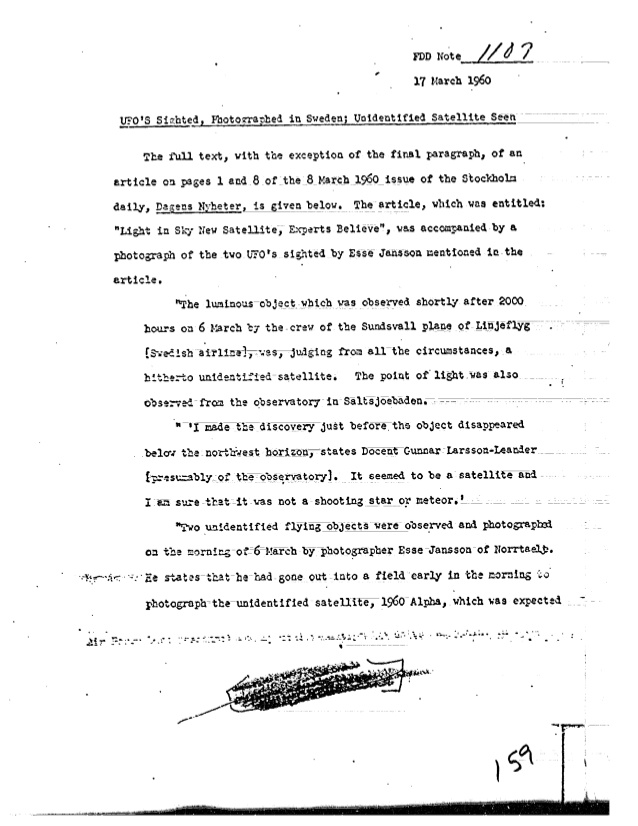 FDD Note 1107
17 March 1960
UFO'S Sighted, Photographed in Sweden; Unidentified Satellite Seen
The full text, with the exception of the final paragraph, of an
article on pages 1 and 8 of the 8 March 1960 issue of the Stockholm
daily, Dagens Nyheter, is given below. The article, which was entitled:
"Light in Sky New Satellite, Experts Believe", was accompanied by a
photograph of the two UFO's sighted by Esse Jansson mentioned in the
article.
"The luminous object which was observed shortly after 2000
hours on 6 March by the crew of the Sundsvall plane of Linjeflyg
[Swedish airline], was, judging from all the circumstances, a
hitherto unidentified satellite. The point of light was also
observed from the observatory in Saltsjoebaden.
" 'I made the discovery just before the object disappeared
below the northwest horizon, states Docent Gunnar Larsson-Leander
[presumably of the observatory]. It seemed to be a satellite and
I am sure that it was not a shooting star or meteor.'
"Two unidentified flying objects were observed and photographed
on the morning of 6 March by photographer Esse Jansson of Norrtaelje.
He states that he had gone out into a field early in the morning to
photograph the unidentified satellite, 1960 Alpha, which was expected
159